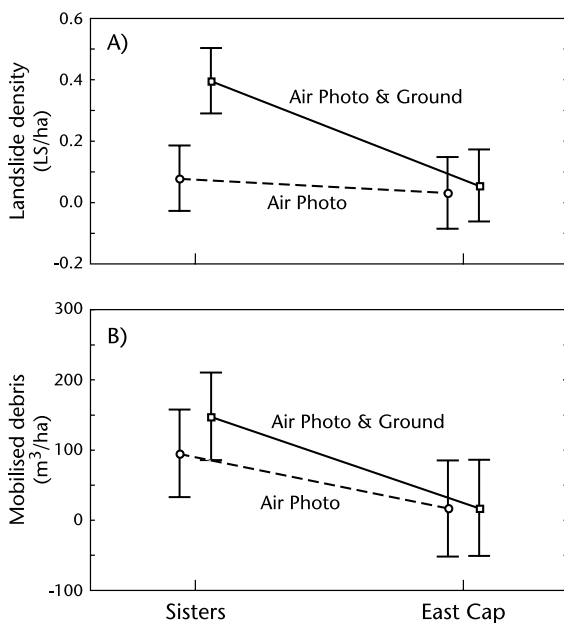 A)
Landslide density
(LS/ha)
0.6
0.4
0.2
0.0
-0.2
Air Photo & Ground
Air Photo
B)
Mobilised debris
(m³/ha)
300
200
100
0
-100
Air Photo & Ground
Air Photo
Sisters East Cap